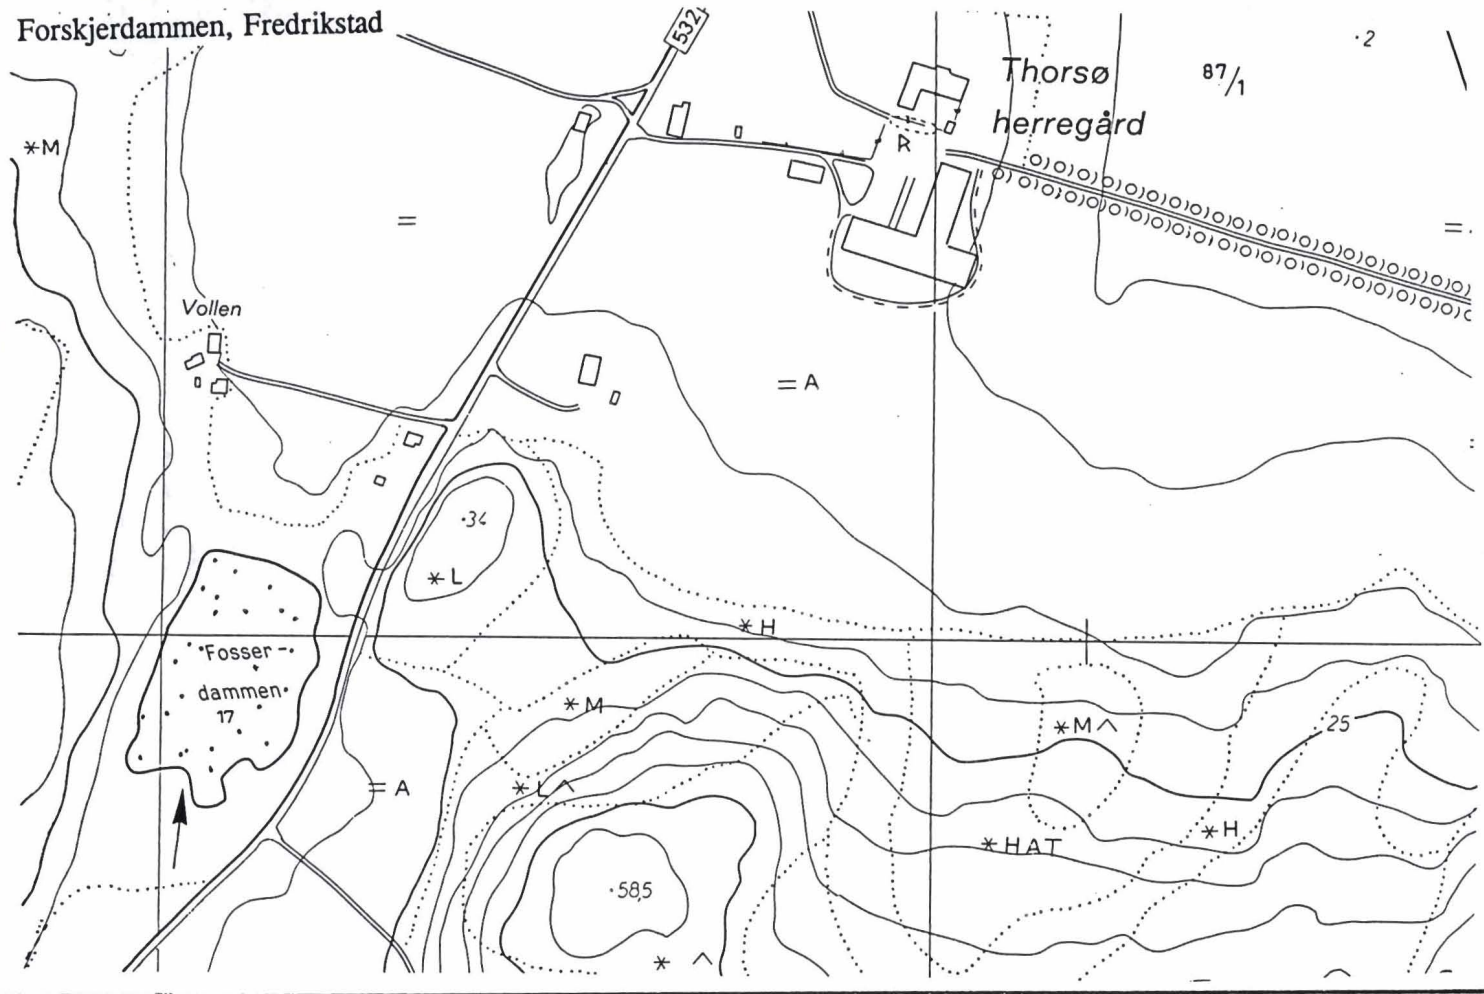 Forskjerdammen, Fredrikstad
532
·2
Thorsø
herregård
87/1
*M
R
=
=
Vollen
= A
·34
*L
*H
·Fosser-
dammen·
17
*M
*M^
25
= A
*L^
*H
*HAT
·58,5
* ^